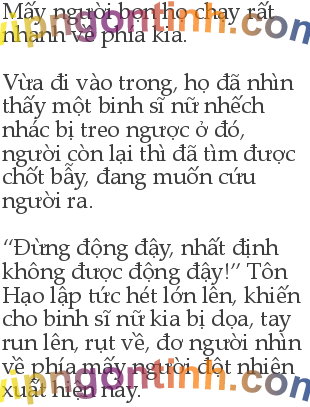 Mấy người bọn họ chạy rất
nhanh về phía kia.
Vừa đi vào trong, họ đã nhìn
thấy một binh sĩ nữ nhếch
nhác bị treo ngược ở đó,
người còn lại thì đã tìm được
chốt bẫy, đang muốn cứu
người ra.
“Đừng động đậy, nhất định
không được động đậy!” Tôn
Hạo lập tức hét lớn lên, khiến
cho binh sĩ nữ kia bị dọa, tay
run lên, rụt về, đơ người nhìn
về phía mấy người đột nhiên
xuất hiện này.
vpngontinh.com
vpngontinh.com